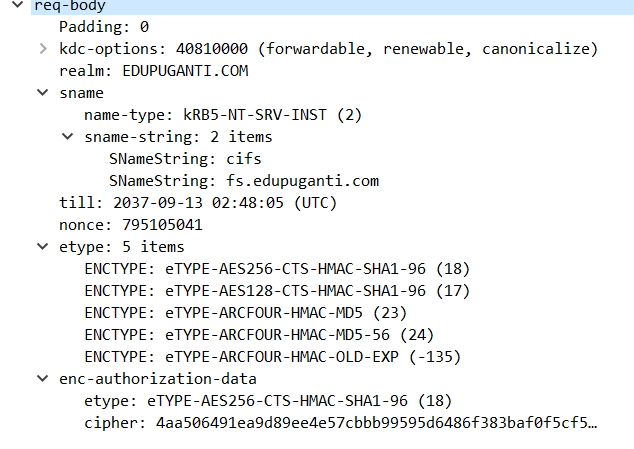 req-body
Padding: 0
kdc-options: 40810000 (forwardable, renewable, canonicalize)
realm: EDUPUGANTI.COM
sname
name-type: kRB5-NT-SRV-INST (2)
sname-string: 2 items
SNameString: cifs
SNameString: fs.edupuganti.com
till: 2037-09-13 02:48:05 (UTC)
nonce: 795105041
etype: 5 items
ENCTYPE: eTYPE-AES256-CTS-HMAC-SHA1-96 (18)
ENCTYPE: eTYPE-AES128-CTS-HMAC-SHA1-96 (17)
ENCTYPE: eTYPE-ARCFOUR-HMAC-MD5 (23)
ENCTYPE: eTYPE-ARCFOUR-HMAC-MD5-56 (24)
ENCTYPE: eTYPE-ARCFOUR-HMAC-OLD-EXP (-135)
enc-authorization-data
etype: eTYPE-AES256-CTS-HMAC-SHA1-96 (18)
cipher: 4aa506491ea9d89ee4e57cbbb99595d6486f383baf0f5cf5…